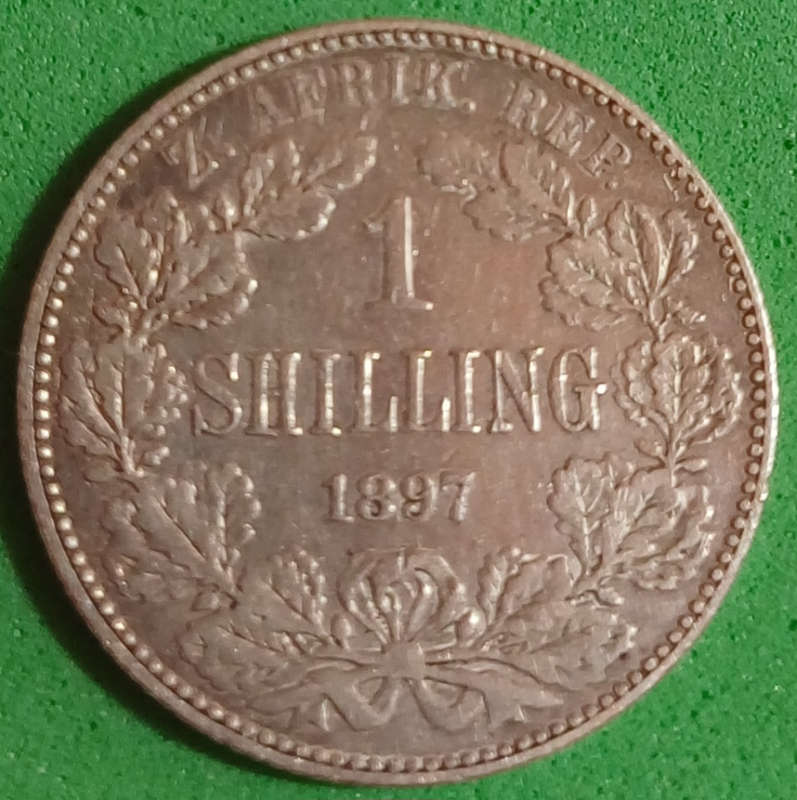 Z. AFRIK. REP.
1
SHILLING
1897